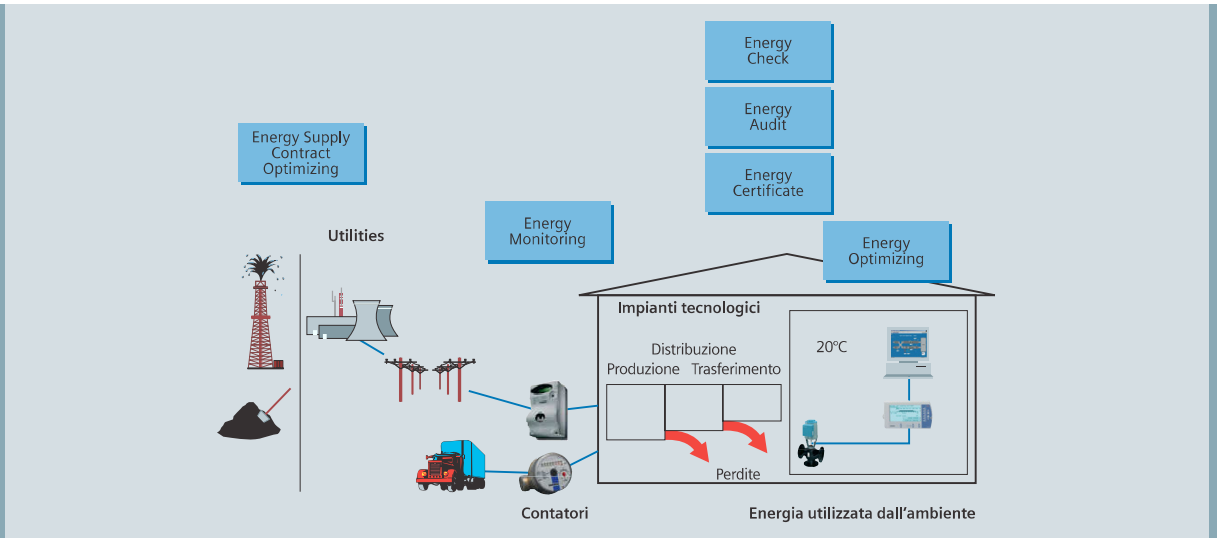 Energy
Check
Energy
Audit
Energy Supply
Contract
Optimizing
Energy
Certificate
Energy
Monitoring
Utilities
Energy
Optimizing
Impianti tecnologici
Distribuzione
Produzione Trasferimento
20°C
Perdite
Contatori
Energia utilizzata dall'ambiente